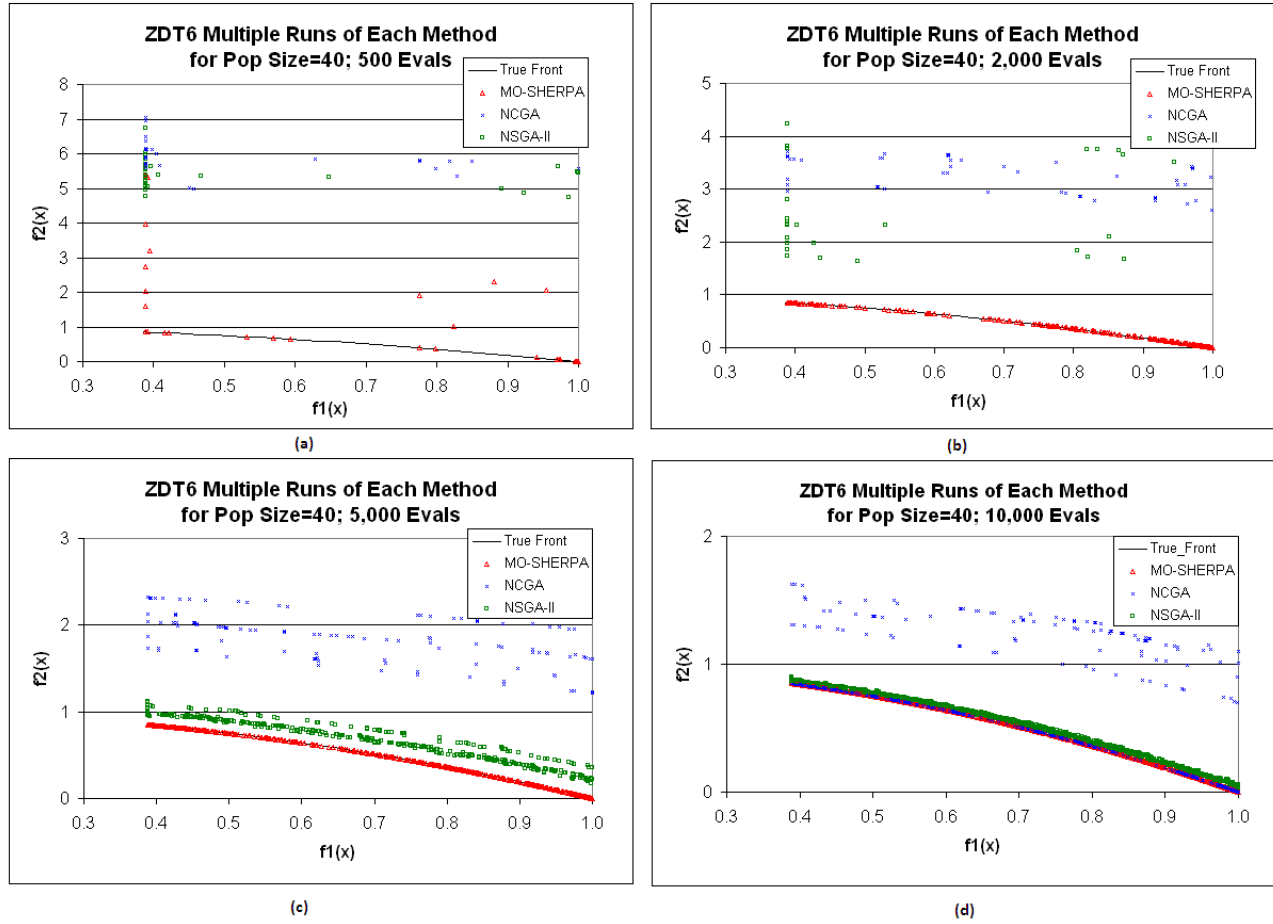 ZDT6 Multiple Runs of Each Method
for Pop Size=40; 500 Evals
True Front
MO-SHERPA
NCGA
NSGA-II
8
7
6
5
4
3
2
1
0
f2(x)
0.3 0.4 0.5 0.6 0.7 0.8 0.9 1.0
f1(x)
(a)
ZDT6 Multiple Runs of Each Method
for Pop Size=40; 2,000 Evals
True Front
MO-SHERPA
NCGA
NSGA-II
5
4
3
2
1
0
f2(x)
0.3 0.4 0.5 0.6 0.7 0.8 0.9 1.0
f1(x)
(b)
ZDT6 Multiple Runs of Each Method
for Pop Size=40; 5,000 Evals
True Front
MO-SHERPA
NCGA
NSGA-II
3
2
1
0
f2(x)
0.3 0.4 0.5 0.6 0.7 0.8 0.9 1.0
f1(x)
(c)
ZDT6 Multiple Runs of Each Method
for Pop Size=40; 10,000 Evals
True_Front
MO-SHERPA
NCGA
NSGA-II
2
1
0
f2(x)
0.3 0.4 0.5 0.6 0.7 0.8 0.9 1.0
f1(x)
(d)